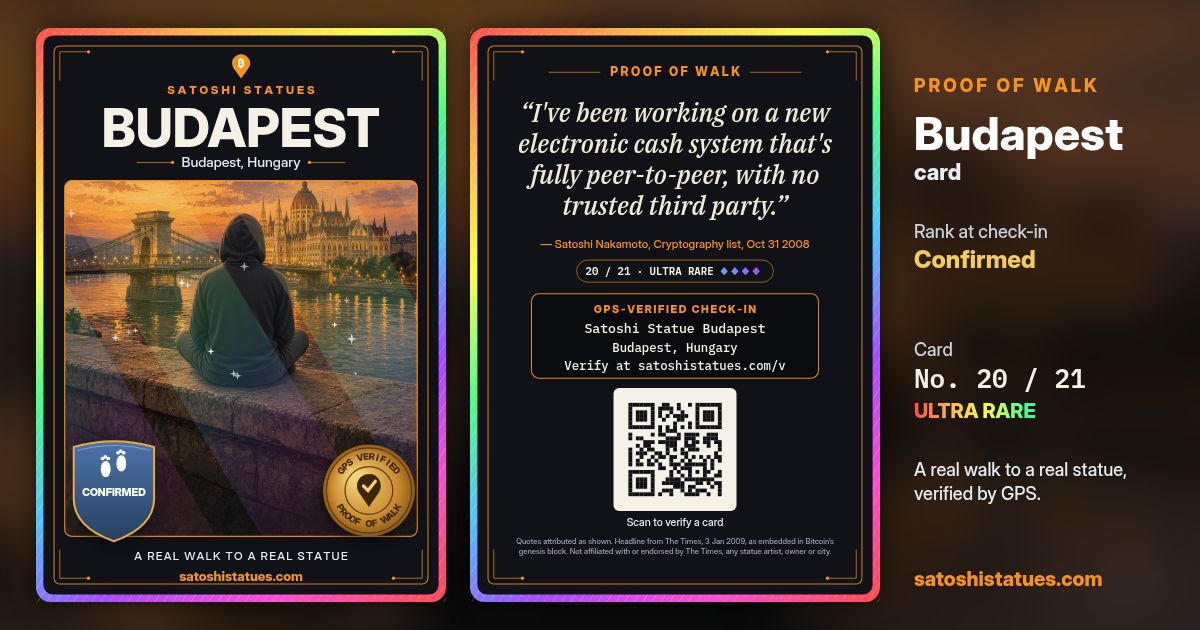 SATOSHI STATUES
BUDAPEST
Budapest, Hungary
CONFIRMED
GPS VERIFIED
PROOF OF WALK
A REAL WALK TO A REAL STATUE
satoshistatues.com
PROOF OF WALK
“I've been working on a new
electronic cash system that's
fully peer-to-peer, with no
trusted third party.”
— Satoshi Nakamoto, Cryptography list, Oct 31 2008
20 / 21 · ULTRA RARE
GPS-VERIFIED CHECK-IN
Satoshi Statue Budapest
Budapest, Hungary
Verify at satoshistatues.com/v
Scan to verify a card
Quotes attributed as shown. Headline from The Times, 3 Jan 2009, as embedded in Bitcoin's
genesis block. Not affiliated with or endorsed by The Times, any statue artist, owner or city.
PROOF OF WALK
Budapest
card
Rank at check-in
Confirmed
Card
No. 20 / 21
ULTRA RARE
A real walk to a real statue,
verified by GPS.
satoshistatues.com